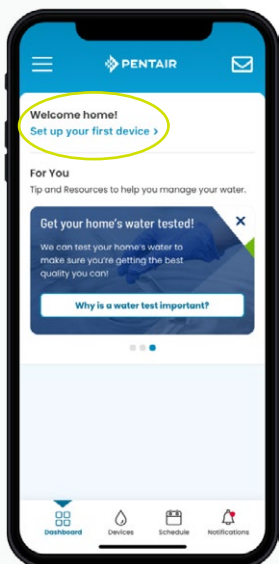 PENTAIR
Welcome home!
Set up your first device >
For You
Tip and Resources to help you manage your water.
Get your home's water tested!
We can test your home's water to
make sure you're getting the best
quality you can!
Why is a water test important?
Dashboard Devices Schedule Notifications